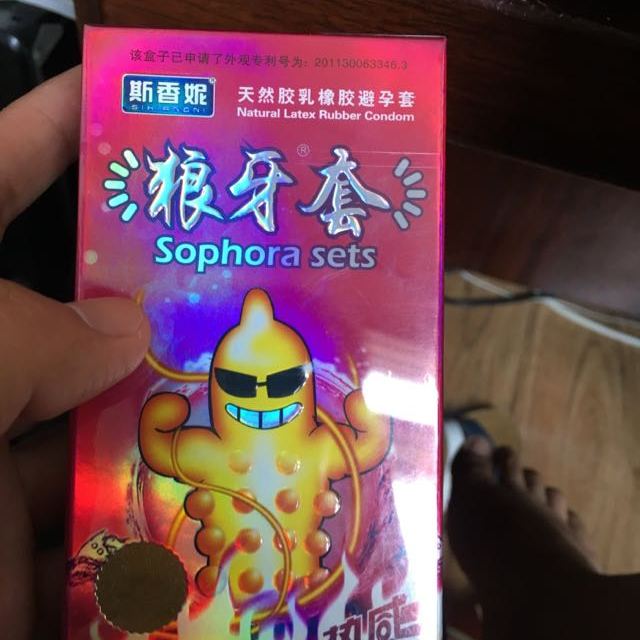 该盒子已申请了外观专利号为：201130063346.3
斯香妮®
天然胶乳橡胶避孕套
Natural Latex Rubber Condom
狼牙套®
Sophora sets